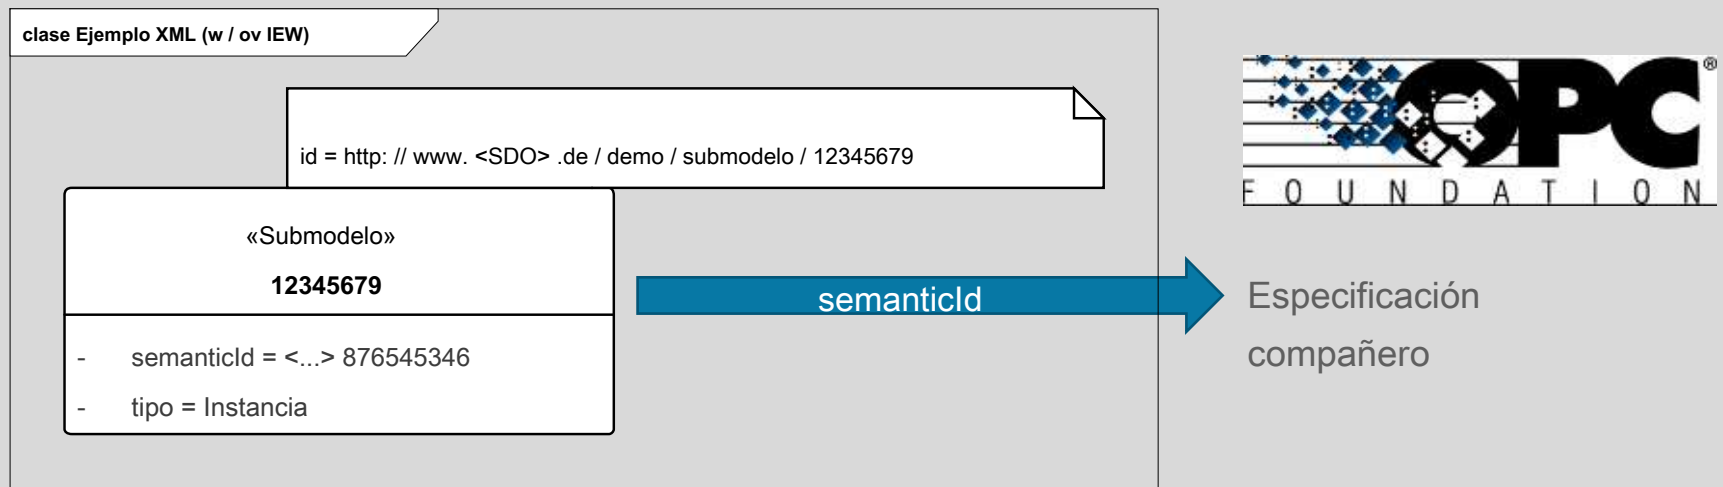 clase Ejemplo XML (w / ov IEW)
id = http: // www. <SDO> .de / demo / submodelo / 12345679
«Submodelo»
12345679
- semanticId = <...> 876545346
- tipo = Instancia
semanticId
OPC®
FOUNDATION
Especificación
compañero